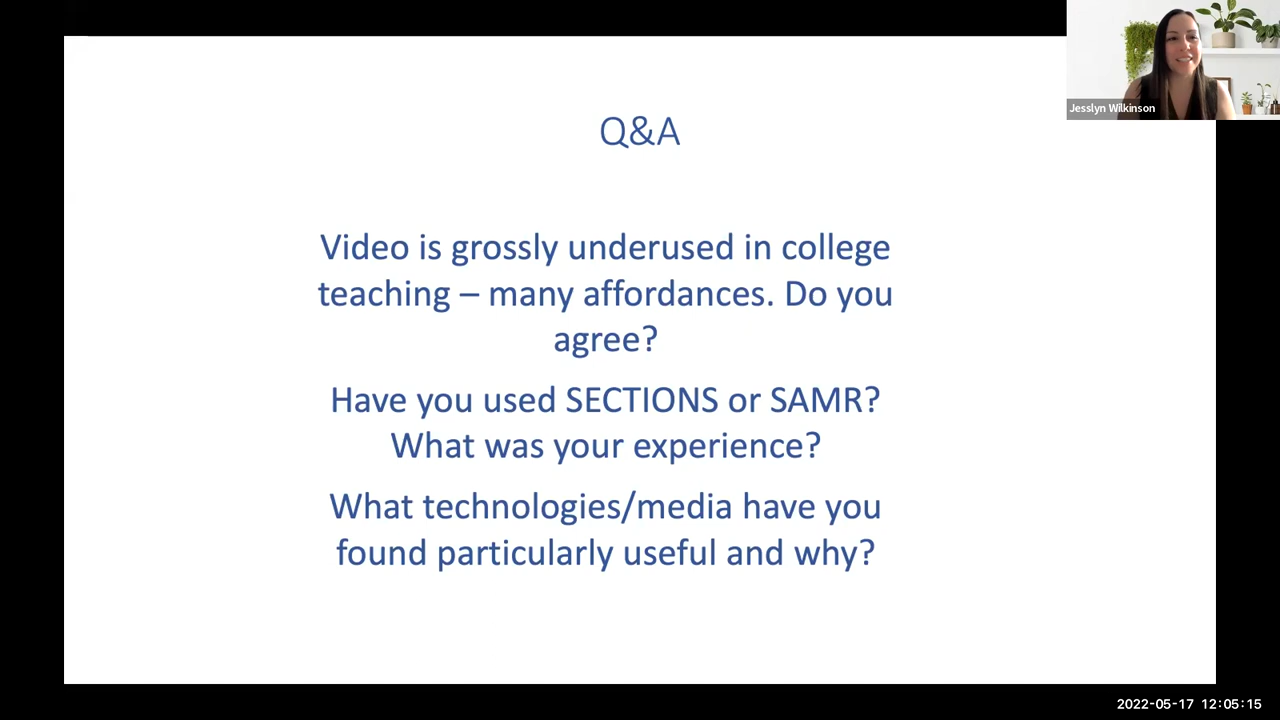 Jesslyn Wilkinson
Q&A
Video is grossly underused in college
teaching – many affordances. Do you
agree?
Have you used SECTIONS or SAMR?
What was your experience?
What technologies/media have you
found particularly useful and why?
2022-05-17 12:05:15